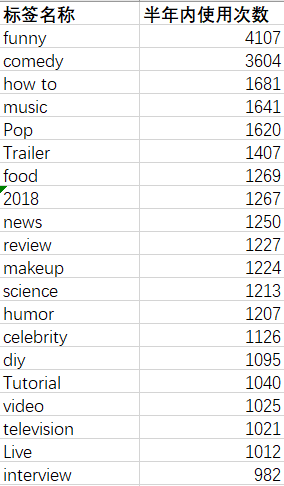 标签名称 半年内使用次数
funny 4107
comedy 3604
how to 1681
music 1641
Pop 1620
Trailer 1407
food 1269
2018 1267
news 1250
review 1227
makeup 1224
science 1213
humor 1207
celebrity 1126
diy 1095
Tutorial 1040
video 1025
television 1021
Live 1012
interview 982